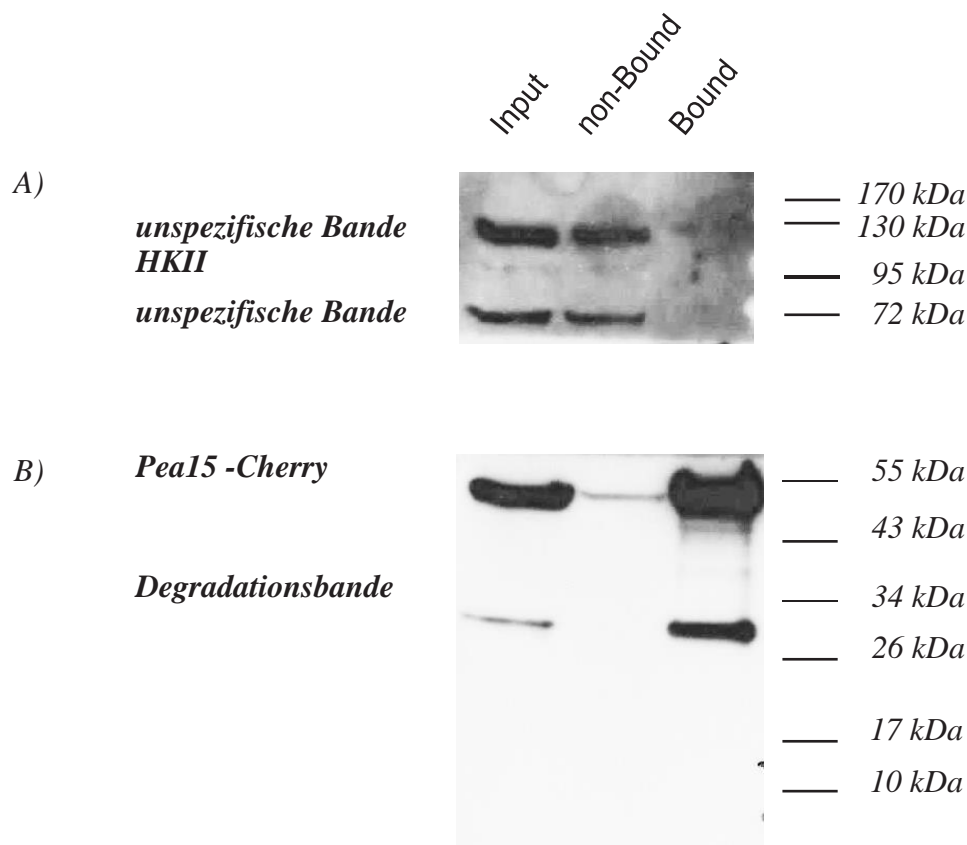 Input
non-Bound
Bound
A)
170 kDa
unspezifische Bande
130 kDa
HKII
95 kDa
unspezifische Bande
72 kDa
B)
Pea15 -Cherry
55 kDa
43 kDa
Degradationsbande
34 kDa
26 kDa
17 kDa
10 kDa